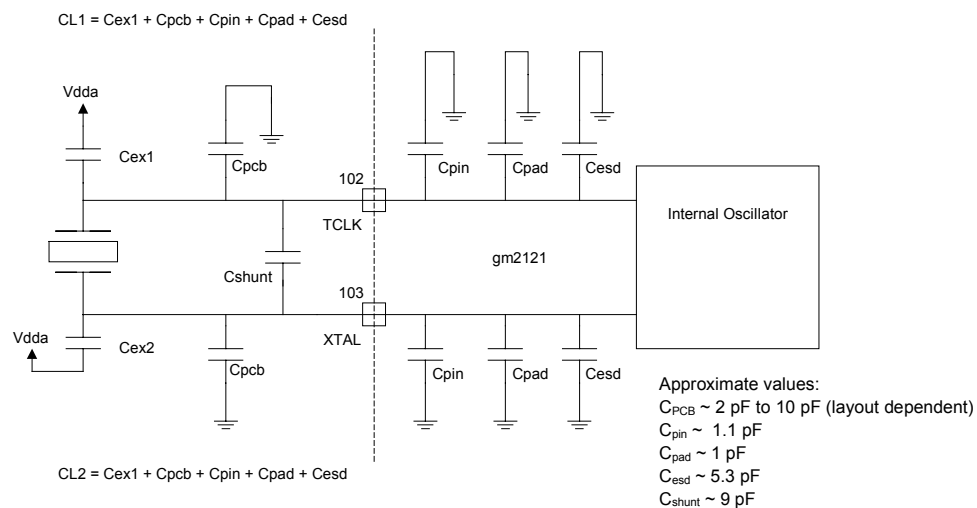 CL1 = Cex1 + Cpcb + Cpin + Cpad + Cesd
Vdda
Cex1
Cpcb
Cpin
Cpad
Cesd
102
TCLK
Internal Oscillator
Cshunt
gm2121
103
XTAL
Vdda
Cex2
Cpcb
Cpin
Cpad
Cesd
Approximate values:
CPCB ~ 2 pF to 10 pF (layout dependent)
Cpin ~ 1.1 pF
Cpad ~ 1 pF
Cesd ~ 5.3 pF
Cshunt ~ 9 pF
CL2 = Cex1 + Cpcb + Cpin + Cpad + Cesd